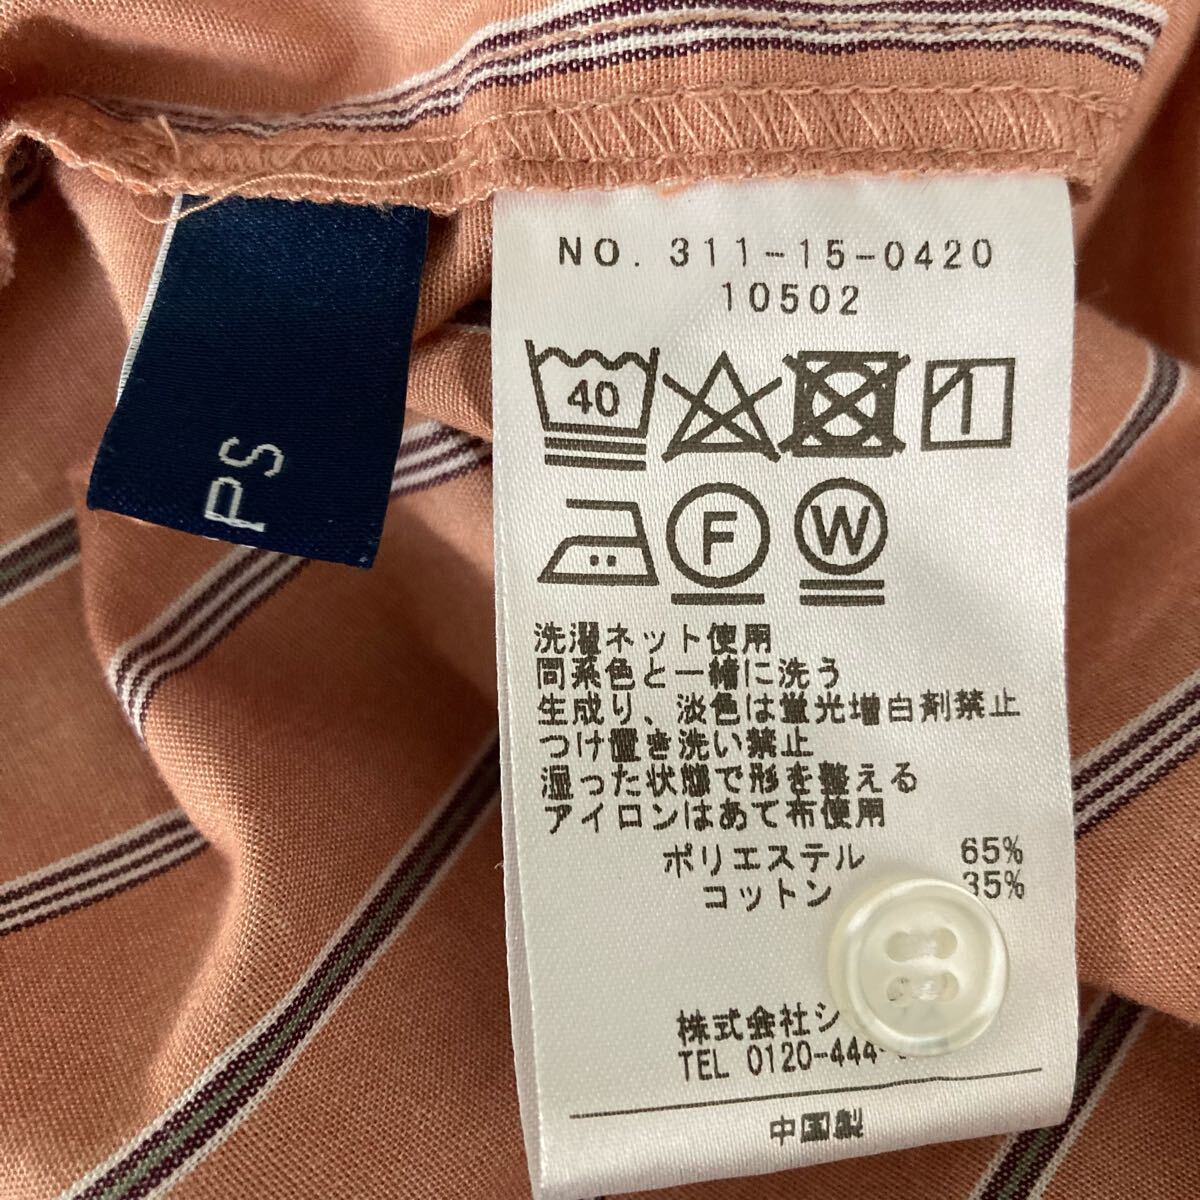 PS
NO. 311-15-0420
10502
40
F
W
洗濯ネット使用
同系色と一緒に洗う
生成り、淡色は蛍光増白剤禁止
つけ置き洗い禁止
湿った状態で形を整える
アイロンはあて布使用
ポリエステル 65%
コットン 35%
株式会社シ
TEL 0120-444-
中国製